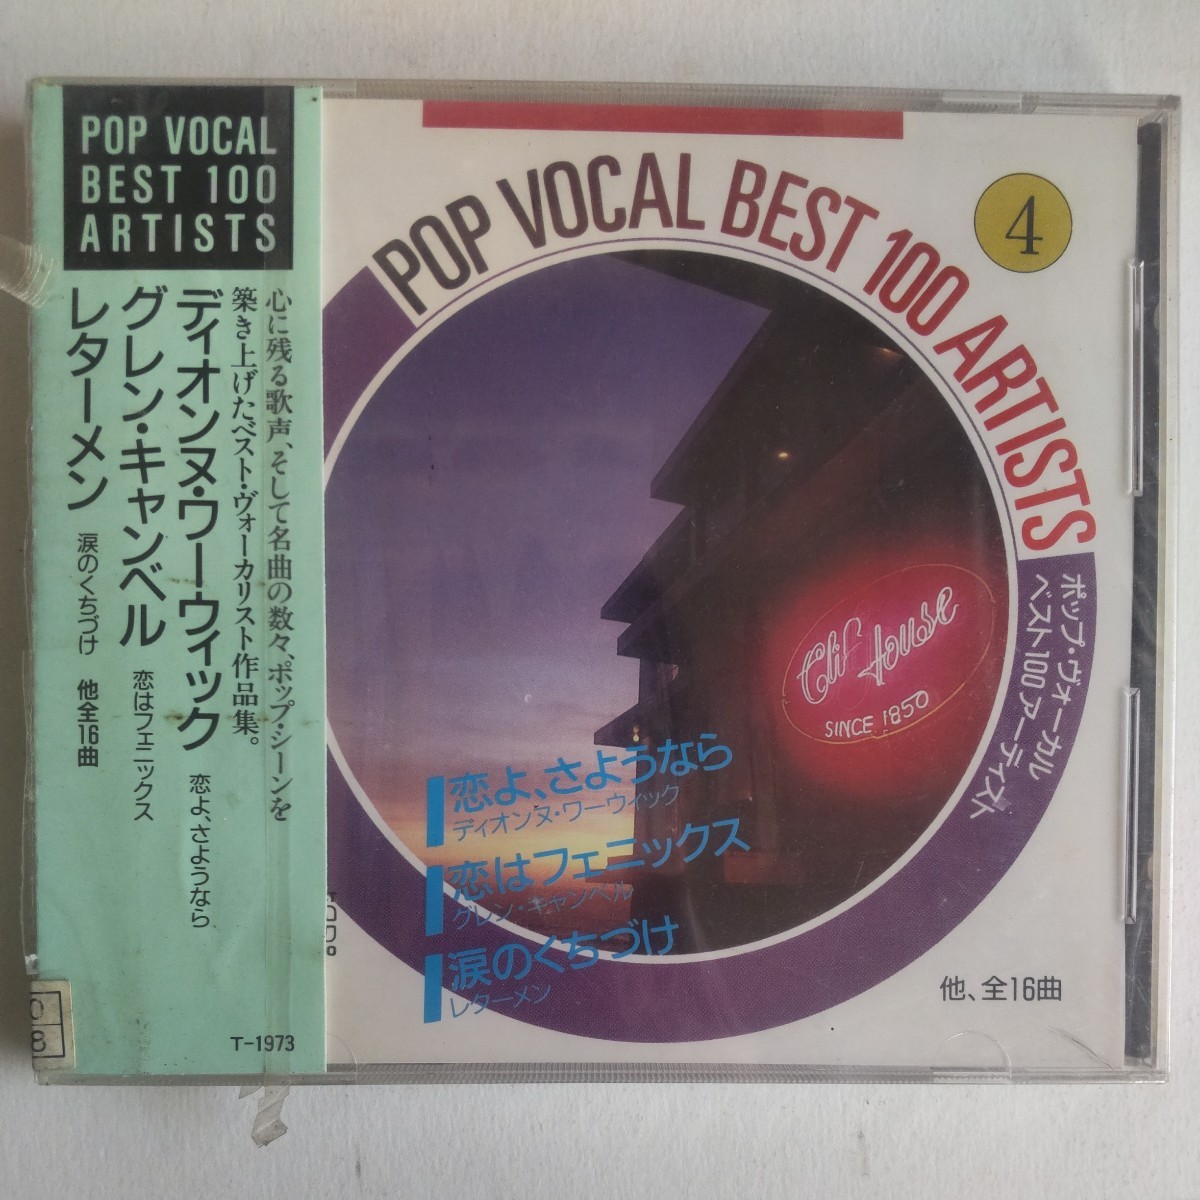 POP VOCAL
BEST 100
ARTISTS
心に残る歌声、そして名曲の数々、ポップ・シーンを
築き上げたベスト・ヴォーカリスト作品集。
ディオンヌ・ワーウィック 恋よ、さようなら
グレン・キャンベル 恋はフェニックス
レターメン 涙のくちづけ 他全16曲
T-1973
0
8
POP VOCAL BEST 100 ARTISTS
4
ポップ・ヴォーカル
ベスト100アーティスト
Clif House
SINCE 1850
恋よ、さようなら
ディオンヌ・ワーウィック
恋はフェニックス
グレン・キャンベル
涙のくちづけ
レターメン
他、全16曲